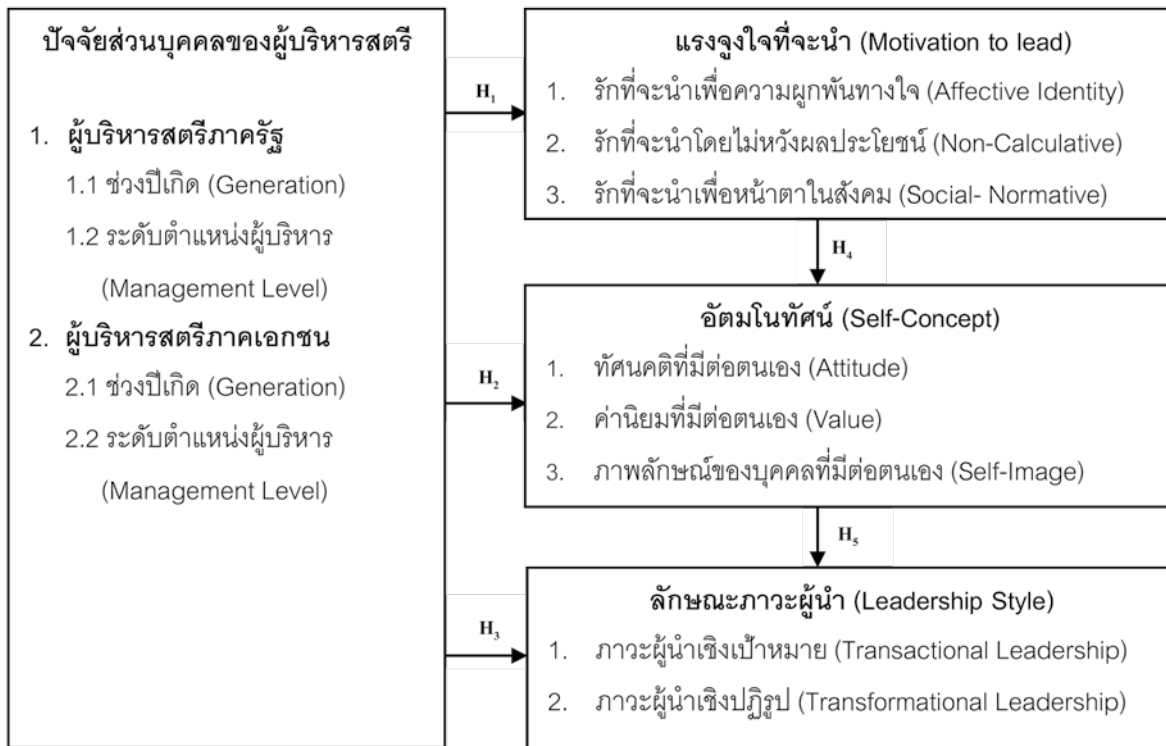 ปัจจัยส่วนบุคคลของผู้บริหารสตรี
1. ผู้บริหารสตรีภาครัฐ
1.1 ช่วงปีเกิด (Generation)
1.2 ระดับตำแหน่งผู้บริหาร
(Management Level)
2. ผู้บริหารสตรีภาคเอกชน
2.1 ช่วงปีเกิด (Generation)
2.2 ระดับตำแหน่งผู้บริหาร
(Management Level)
H₁
H₂
H₃
แรงจูงใจที่จะนำ (Motivation to lead)
1. รักที่จะนำเพื่อความผูกพันทางใจ (Affective Identity)
2. รักที่จะนำโดยไม่หวังผลประโยชน์ (Non-Calculative)
3. รักที่จะนำเพื่อหน้าตาในสังคม (Social- Normative)
H₄
อัตมโนทัศน์ (Self-Concept)
1. ทัศนคติที่มีต่อตนเอง (Attitude)
2. ค่านิยมที่มีต่อตนเอง (Value)
3. ภาพลักษณ์ของบุคคลที่มีต่อตนเอง (Self-Image)
H₅
ลักษณะภาวะผู้นำ (Leadership Style)
1. ภาวะผู้นำเชิงเป้าหมาย (Transactional Leadership)
2. ภาวะผู้นำเชิงปฏิรูป (Transformational Leadership)